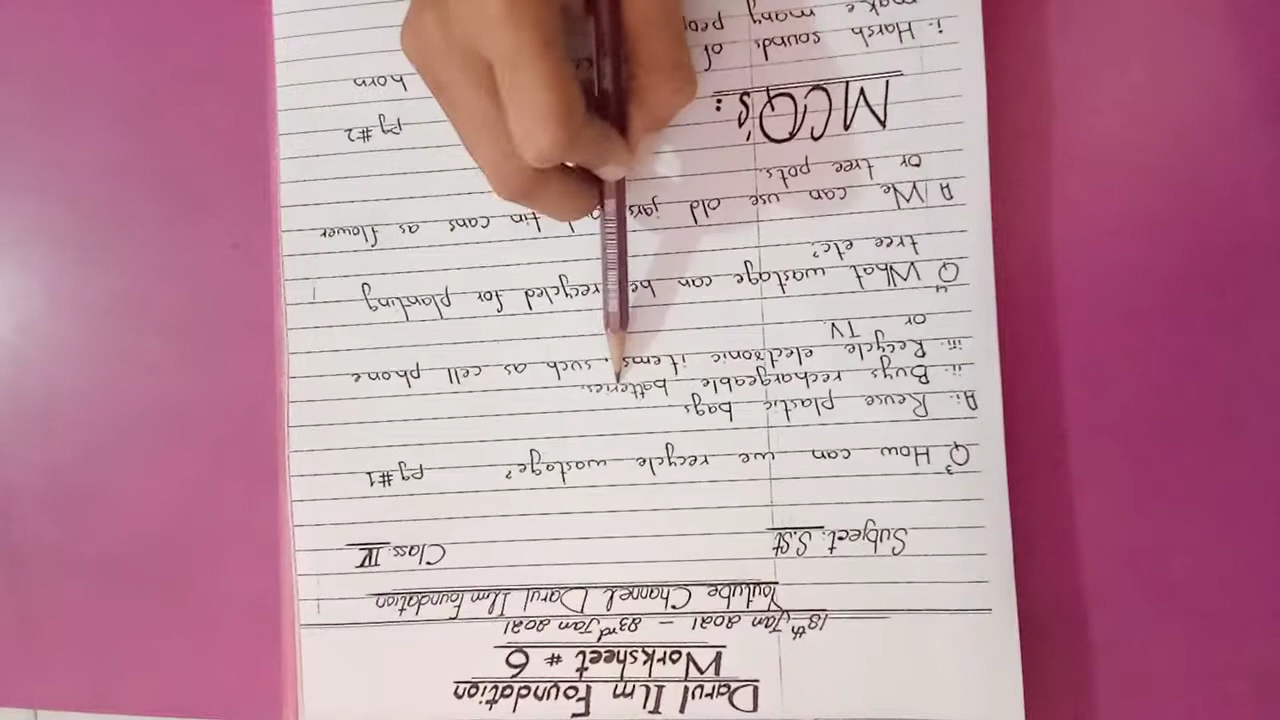 Darul Ilm Foundation
Worksheet # 6
18th Jan 2021 - 23rd Jan 2021
Youtube Channel Darul Ilm Foundation
Subject: S.St Class: IV
Q3 How can we recycle wastage? Pg #1
A: i. Reuse plastic bags
ii. Buys rechargeable batteries.
iii. Recycle electronic items, such as cell phone
or TV
Q4 What wastage can be recycled for planting
tree etc?
A/ We can use old jars tin cans as flower
or tree pots.
Pg #2
MCQ's:
i. Harsh sounds of horn
make many